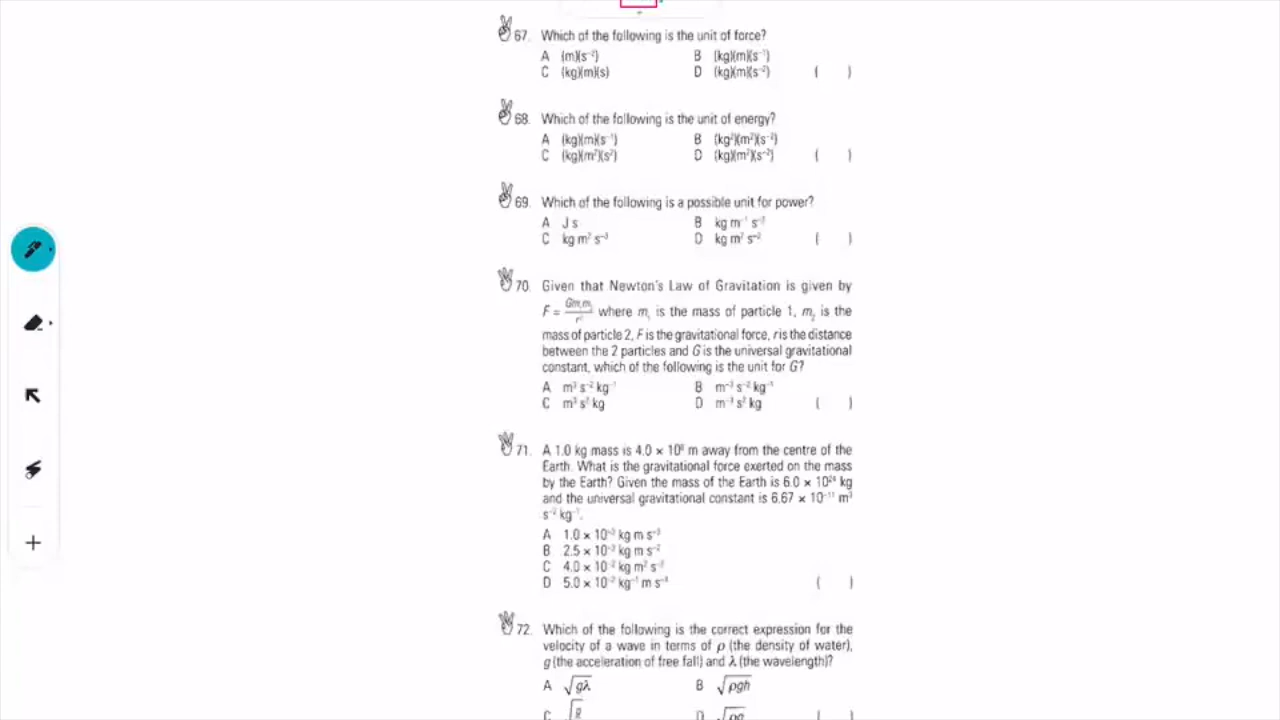 67. Which of the following is the unit of force?
A (m)(s⁻²) B (kg)(m)(s⁻¹)
C (kg)(m)(s) D (kg)(m)(s⁻²) ( )
68. Which of the following is the unit of energy?
A (kg)(m)(s⁻¹) B (kg²)(m²)(s⁻²)
C (kg)(m²)(s²) D (kg)(m²)(s⁻²) ( )
69. Which of the following is a possible unit for power?
A J s B kg m⁻¹ s⁻²
C kg m² s⁻³ D kg m² s⁻² ( )
70. Given that Newton's Law of Gravitation is given by
F = Gm₁m₂/r² where m₁ is the mass of particle 1, m₂ is the
mass of particle 2, F is the gravitational force, r is the distance
between the 2 particles and G is the universal gravitational
constant, which of the following is the unit for G?
A m³ s⁻² kg⁻¹ B m⁻³ s⁻² kg⁻¹
C m³ s² kg D m⁻³ s² kg ( )
71. A 1.0 kg mass is 4.0 × 10⁸ m away from the centre of the
Earth. What is the gravitational force exerted on the mass
by the Earth? Given the mass of the Earth is 6.0 × 10²⁴ kg
and the universal gravitational constant is 6.67 × 10⁻¹¹ m³
s⁻² kg⁻¹.
A 1.0 × 10⁻³ kg m s⁻³
B 2.5 × 10⁻³ kg m s⁻²
C 4.0 × 10⁻² kg m² s⁻²
D 5.0 × 10⁻² kg⁻¹ m s⁻
( )
72. Which of the following is the correct expression for the
velocity of a wave in terms of ρ (the density of water),
g (the acceleration of free fall) and λ (the wavelength)?
A √gλ B √ρgh
C D √ρg ( )